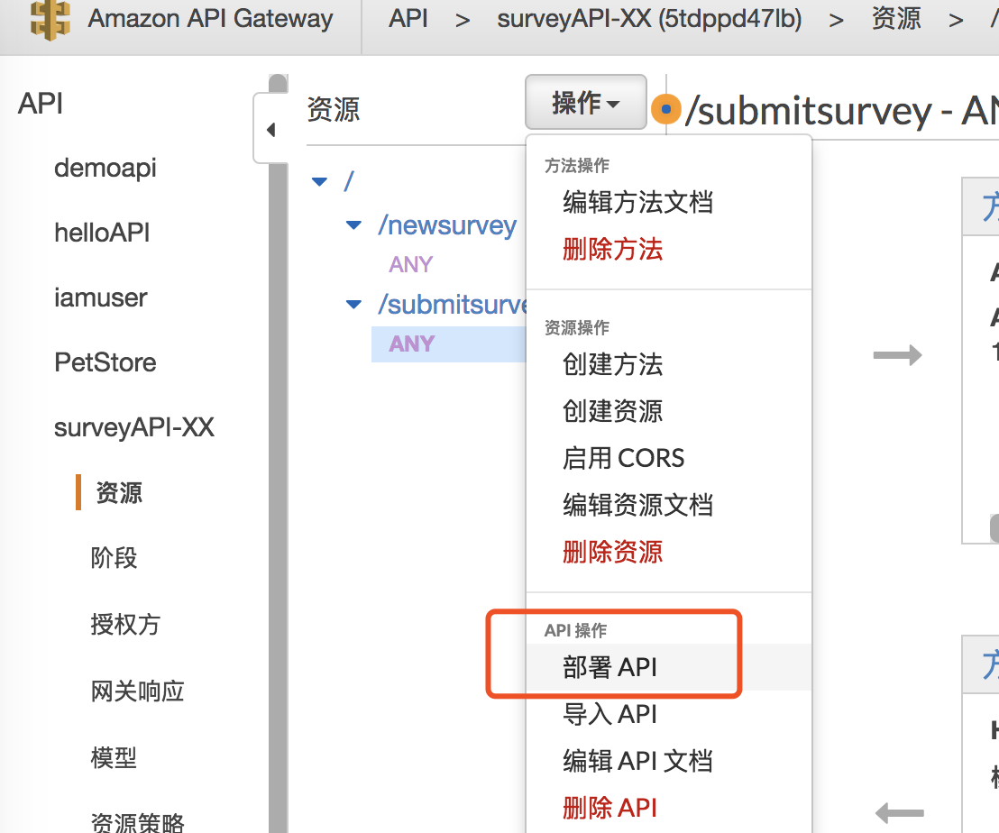 Amazon API Gateway API > surveyAPI-XX (5tdppd47lb) > 资源 > /
API
demoapi
helloAPI
iamuser
PetStore
surveyAPI-XX
资源
阶段
授权方
网关响应
模型
资源策略
资源
操作
/submitsurvey - AN
/
/newsurvey
ANY
/submitsurve
ANY
方法操作
编辑方法文档
删除方法
资源操作
创建方法
创建资源
启用 CORS
编辑资源文档
删除资源
API 操作
部署 API
导入 API
编辑 API 文档
删除 API